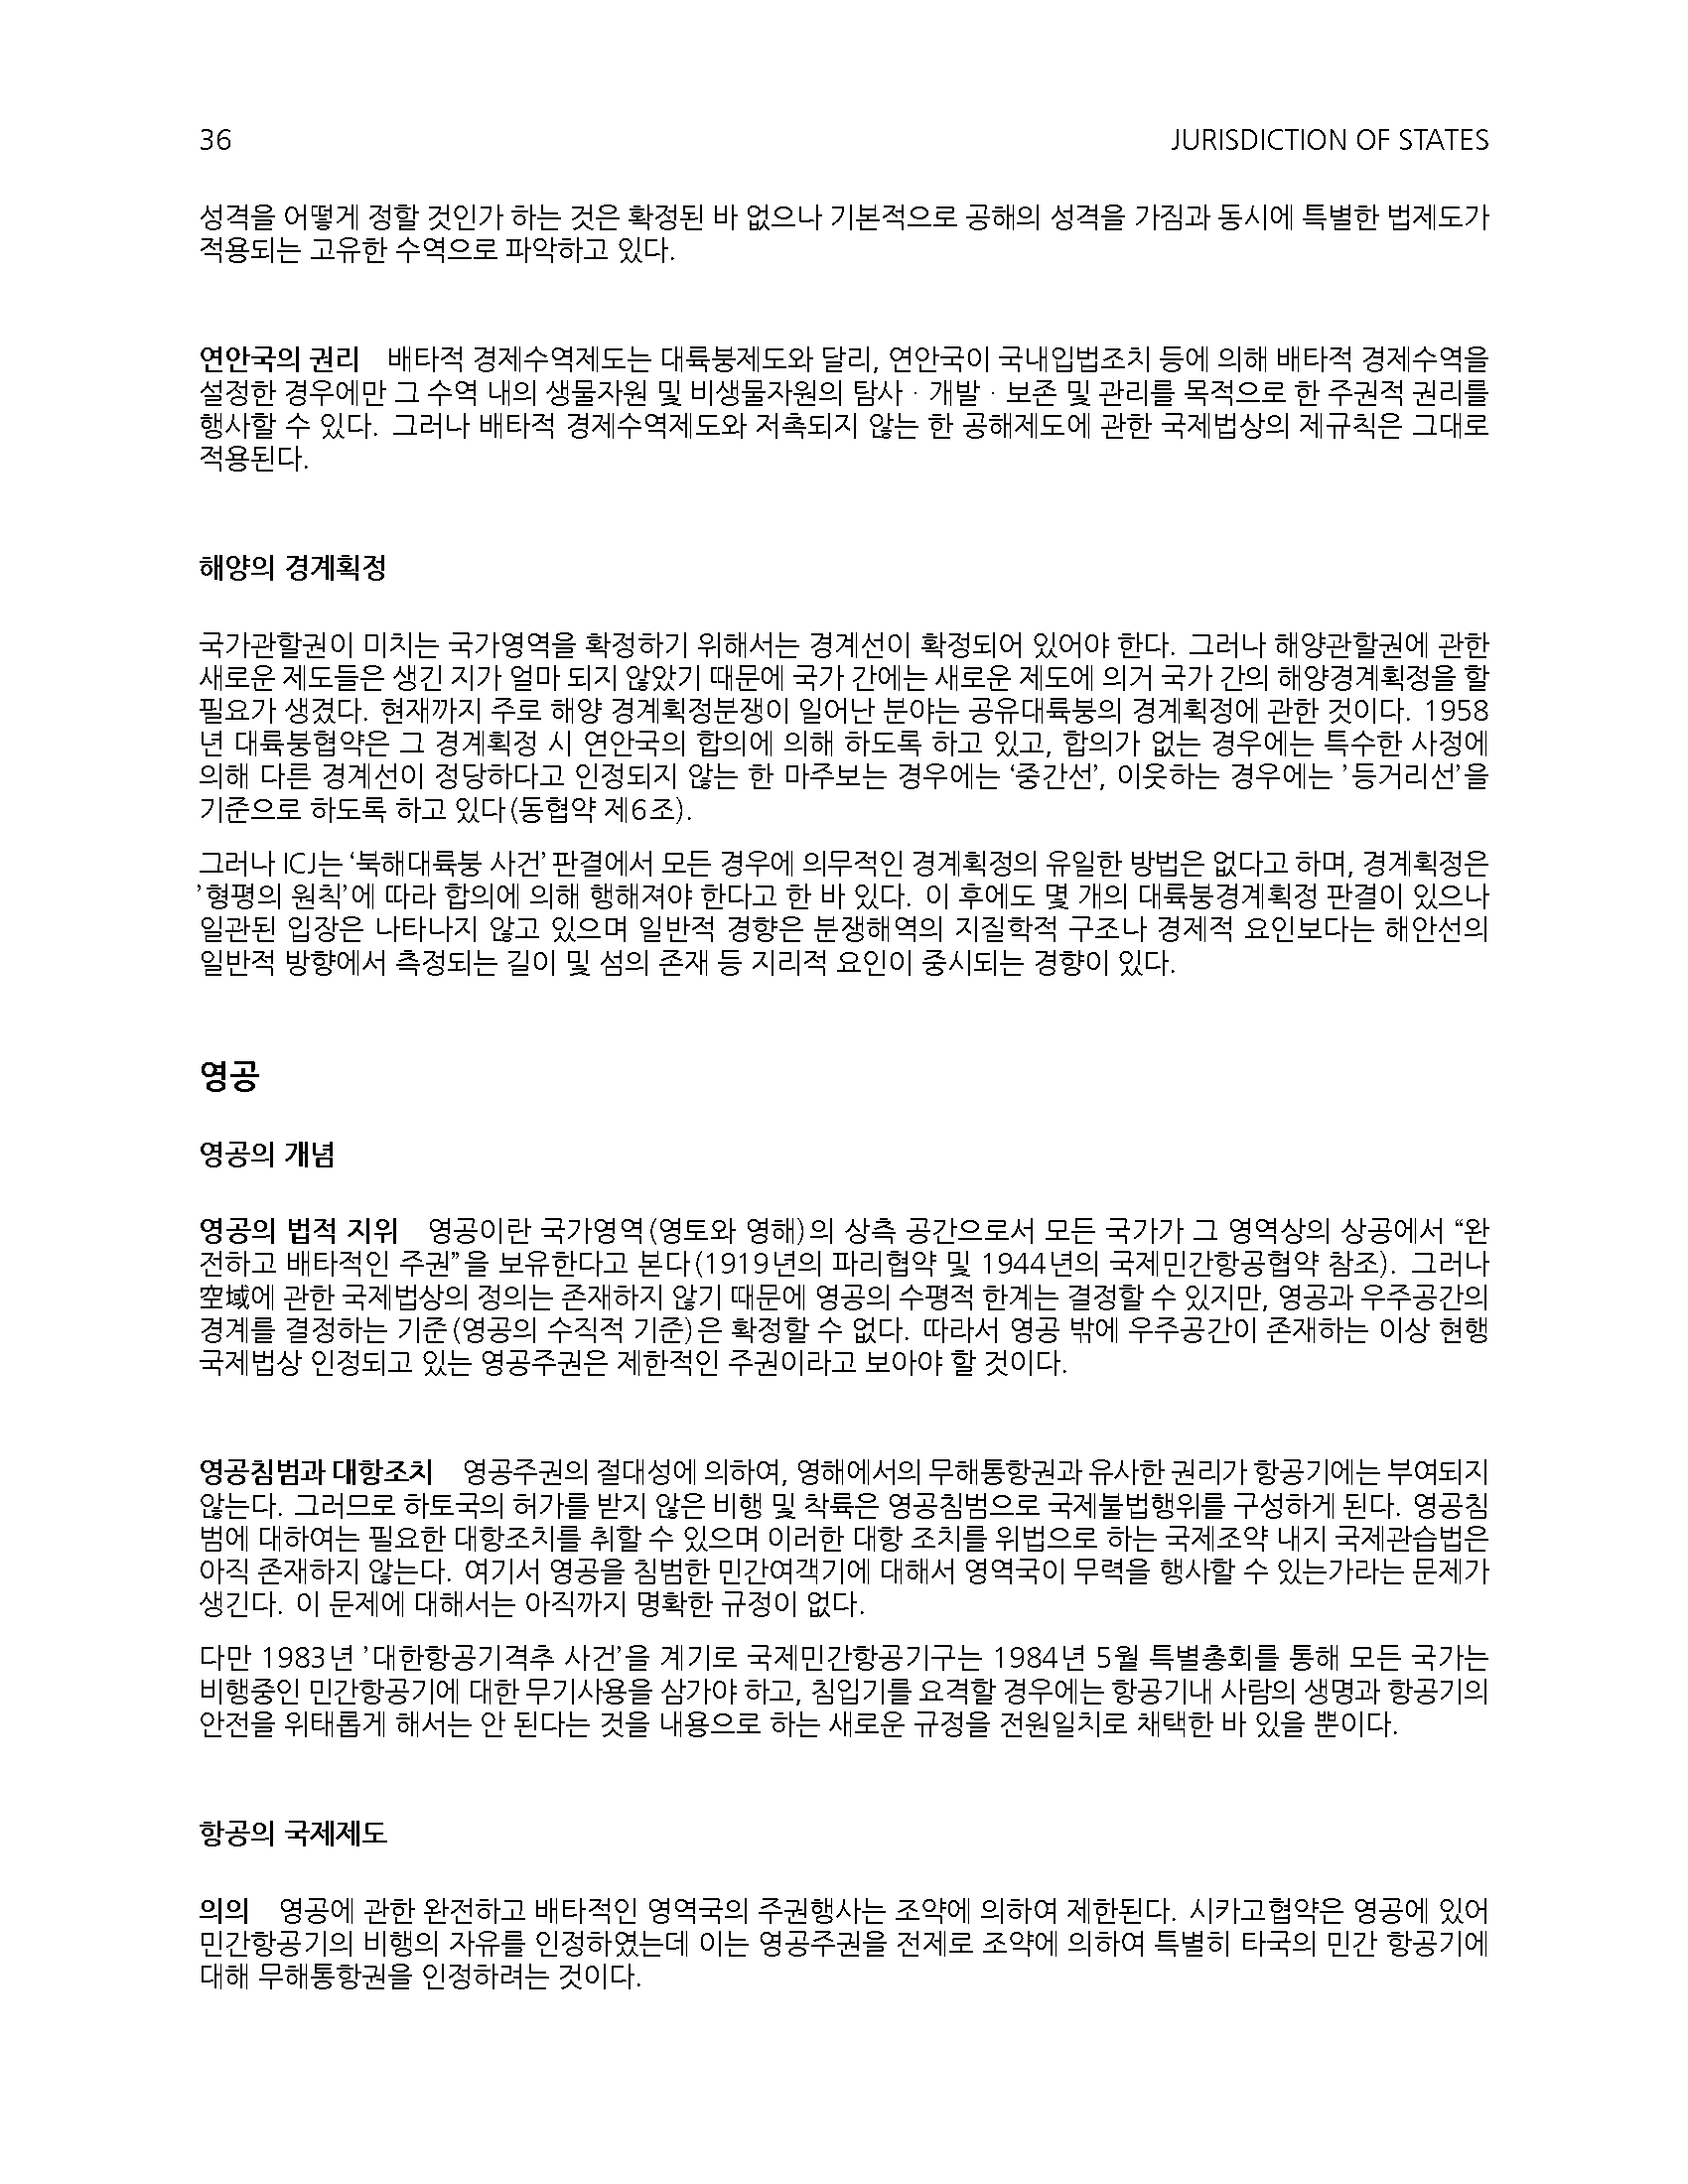 36 JURISDICTION OF STATES
성격을 어떻게 정할 것인가 하는 것은 확정된 바 없으나 기본적으로 공해의 성격을 가짐과 동시에 특별한 법제도가
적용되는 고유한 수역으로 파악하고 있다.
연안국의 권리 배타적 경제수역제도는 대륙붕제도와 달리, 연안국이 국내입법조치 등에 의해 배타적 경제수역을
설정한 경우에만 그 수역 내의 생물자원 및 비생물자원의 탐사 · 개발 · 보존 및 관리를 목적으로 한 주권적 권리를
행사할 수 있다. 그러나 배타적 경제수역제도와 저촉되지 않는 한 공해제도에 관한 국제법상의 제규칙은 그대로
적용된다.
해양의 경계획정
국가관할권이 미치는 국가영역을 확정하기 위해서는 경계선이 확정되어 있어야 한다. 그러나 해양관할권에 관한
새로운 제도들은 생긴 지가 얼마 되지 않았기 때문에 국가 간에는 새로운 제도에 의거 국가 간의 해양경계획정을 할
필요가 생겼다. 현재까지 주로 해양 경계획정분쟁이 일어난 분야는 공유대륙붕의 경계획정에 관한 것이다. 1958
년 대륙붕협약은 그 경계획정 시 연안국의 합의에 의해 하도록 하고 있고, 합의가 없는 경우에는 특수한 사정에
의해 다른 경계선이 정당하다고 인정되지 않는 한 마주보는 경우에는 ‘중간선’, 이웃하는 경우에는 ’등거리선’을
기준으로 하도록 하고 있다(동협약 제6조).
그러나 ICJ는 ‘북해대륙붕 사건’ 판결에서 모든 경우에 의무적인 경계획정의 유일한 방법은 없다고 하며, 경계획정은
’형평의 원칙’에 따라 합의에 의해 행해져야 한다고 한 바 있다. 이 후에도 몇 개의 대륙붕경계획정 판결이 있으나
일관된 입장은 나타나지 않고 있으며 일반적 경향은 분쟁해역의 지질학적 구조나 경제적 요인보다는 해안선의
일반적 방향에서 측정되는 길이 및 섬의 존재 등 지리적 요인이 중시되는 경향이 있다.
영공
영공의 개념
영공의 법적 지위 영공이란 국가영역(영토와 영해)의 상측 공간으로서 모든 국가가 그 영역상의 상공에서 “완
전하고 배타적인 주권”을 보유한다고 본다(1919년의 파리협약 및 1944년의 국제민간항공협약 참조). 그러나
空域에 관한 국제법상의 정의는 존재하지 않기 때문에 영공의 수평적 한계는 결정할 수 있지만, 영공과 우주공간의
경계를 결정하는 기준(영공의 수직적 기준)은 확정할 수 없다. 따라서 영공 밖에 우주공간이 존재하는 이상 현행
국제법상 인정되고 있는 영공주권은 제한적인 주권이라고 보아야 할 것이다.
영공침범과 대항조치 영공주권의 절대성에 의하여, 영해에서의 무해통항권과 유사한 권리가 항공기에는 부여되지
않는다. 그러므로 하토국의 허가를 받지 않은 비행 및 착륙은 영공침범으로 국제불법행위를 구성하게 된다. 영공침
범에 대하여는 필요한 대항조치를 취할 수 있으며 이러한 대항 조치를 위법으로 하는 국제조약 내지 국제관습법은
아직 존재하지 않는다. 여기서 영공을 침범한 민간여객기에 대해서 영역국이 무력을 행사할 수 있는가라는 문제가
생긴다. 이 문제에 대해서는 아직까지 명확한 규정이 없다.
다만 1983년 ’대한항공기격추 사건’을 계기로 국제민간항공기구는 1984년 5월 특별총회를 통해 모든 국가는
비행중인 민간항공기에 대한 무기사용을 삼가야 하고, 침입기를 요격할 경우에는 항공기내 사람의 생명과 항공기의
안전을 위태롭게 해서는 안 된다는 것을 내용으로 하는 새로운 규정을 전원일치로 채택한 바 있을 뿐이다.
항공의 국제제도
의의 영공에 관한 완전하고 배타적인 영역국의 주권행사는 조약에 의하여 제한된다. 시카고협약은 영공에 있어
민간항공기의 비행의 자유를 인정하였는데 이는 영공주권을 전제로 조약에 의하여 특별히 타국의 민간 항공기에
대해 무해통항권을 인정하려는 것이다.